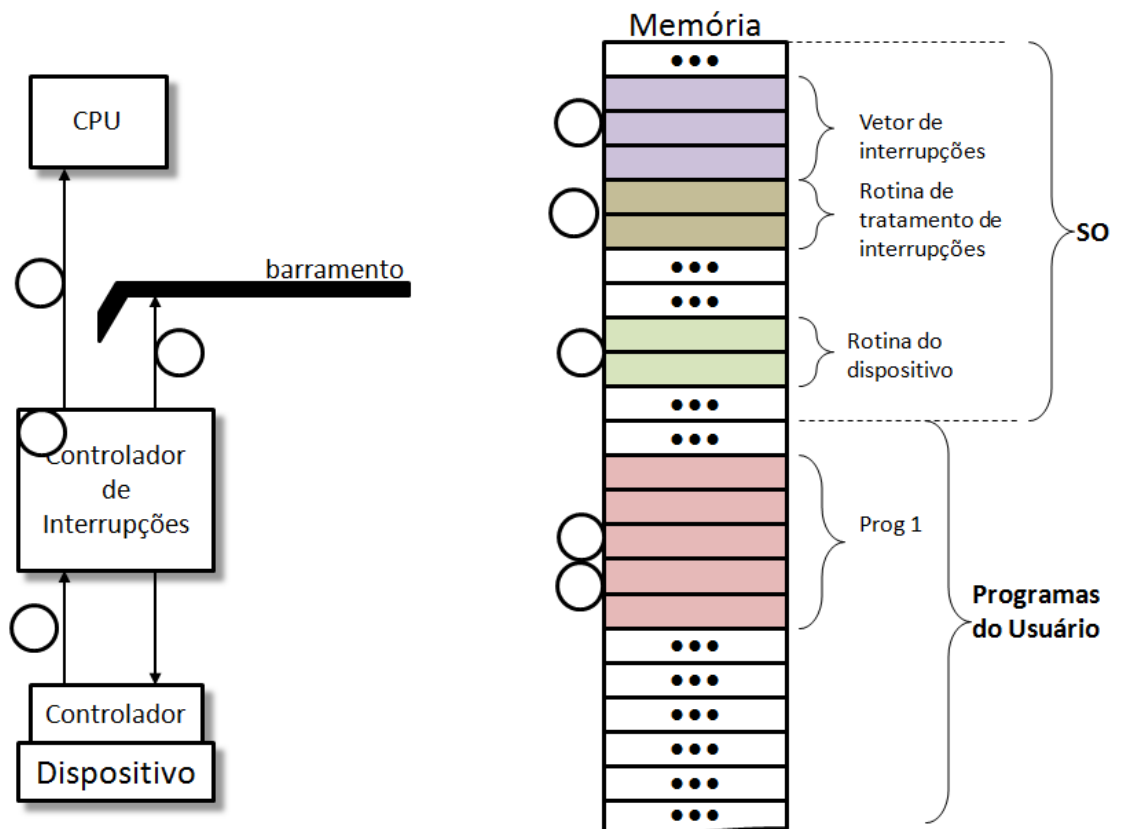 Memória
CPU
Vetor de
interrupções
Rotina de
tratamento de
interrupções
SO
barramento
Rotina do
dispositivo
Controlador
de
Interrupções
Prog 1
Programas
do Usuário
Controlador
Dispositivo